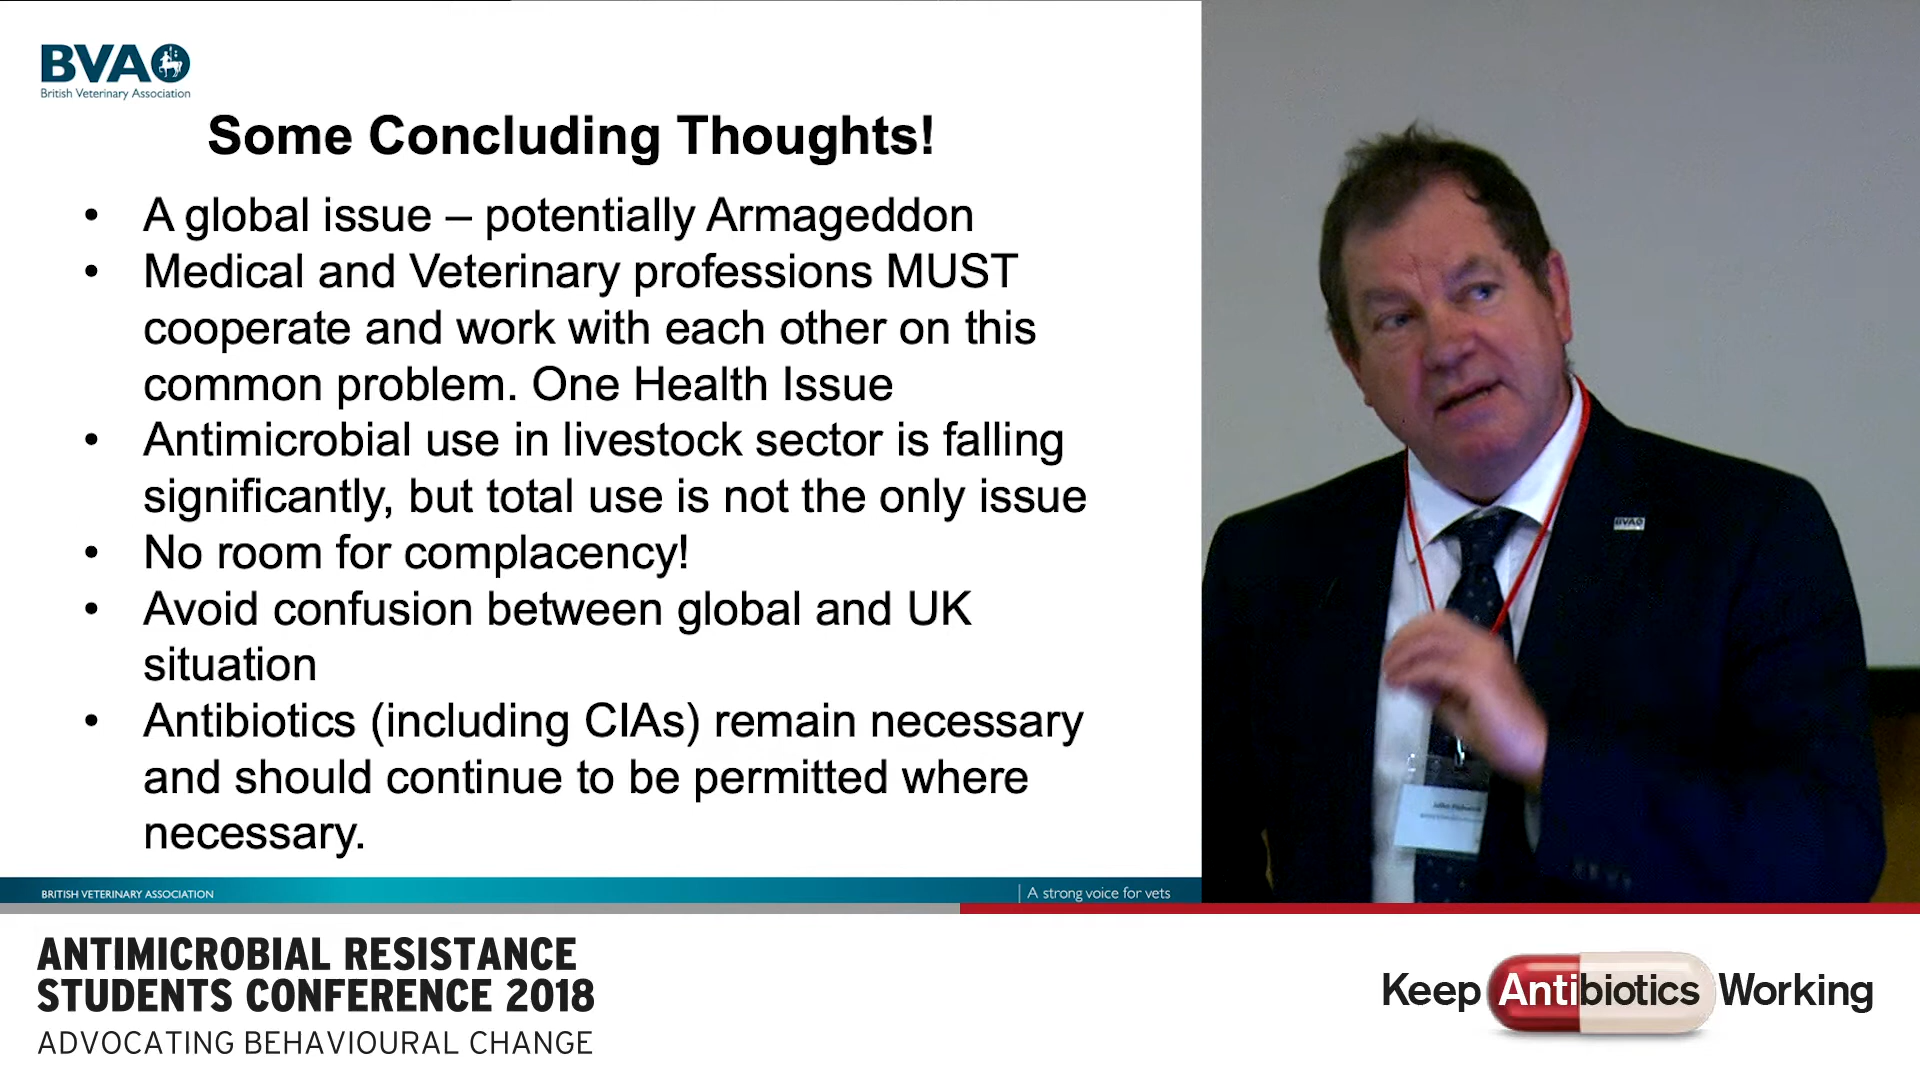 BVA
British Veterinary Association
Some Concluding Thoughts!
• A global issue – potentially Armageddon
• Medical and Veterinary professions MUST
cooperate and work with each other on this
common problem. One Health Issue
• Antimicrobial use in livestock sector is falling
significantly, but total use is not the only issue
• No room for complacency!
• Avoid confusion between global and UK
situation
• Antibiotics (including CIAs) remain necessary
and should continue to be permitted where
necessary.
BRITISH VETERINARY ASSOCIATION
A strong voice for vets
BVA
ANTIMICROBIAL RESISTANCE
STUDENTS CONFERENCE 2018
ADVOCATING BEHAVIOURAL CHANGE
Keep Antibiotics Working